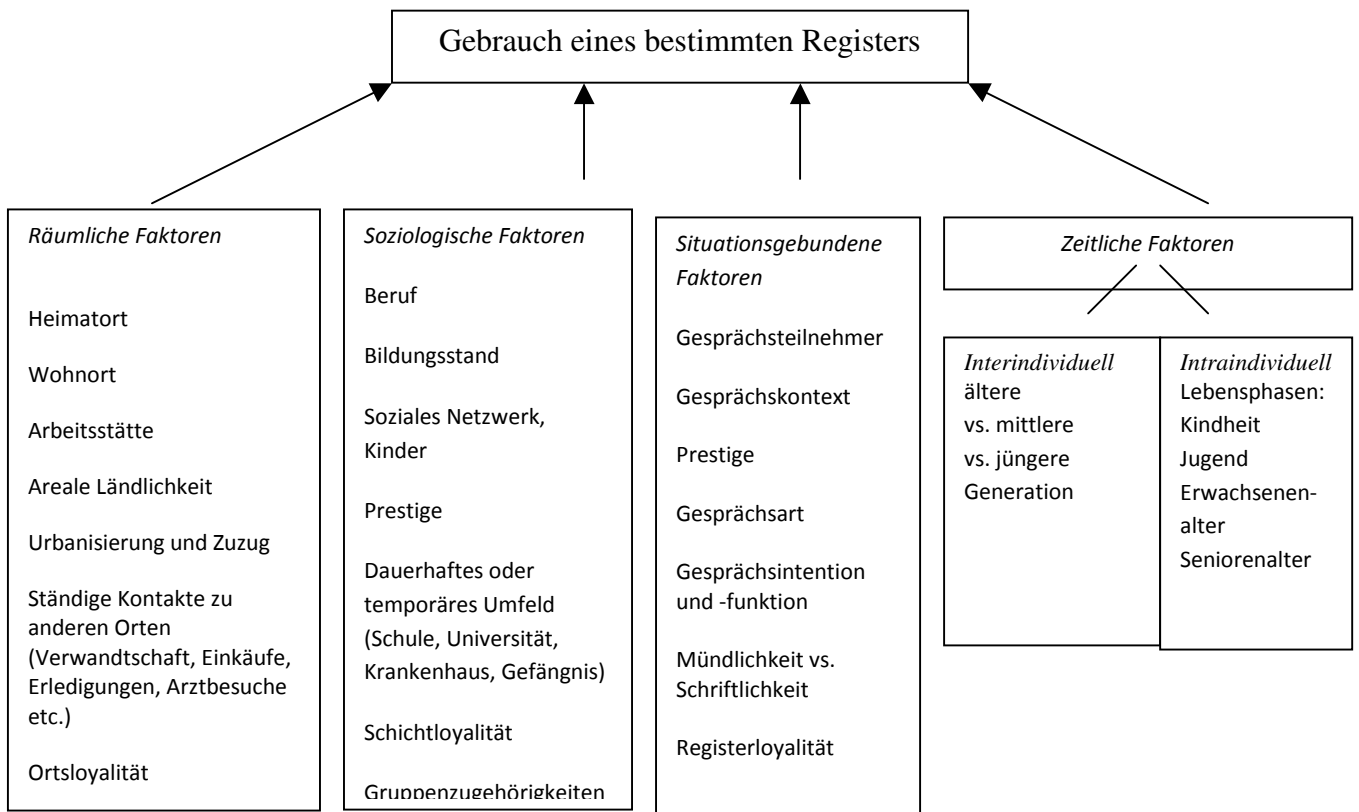 Gebrauch eines bestimmten Registers
Räumliche Faktoren
Heimatort
Wohnort
Arbeitsstätte
Areale Ländlichkeit
Urbanisierung und Zuzug
Ständige Kontakte zu
anderen Orten
(Verwandtschaft, Einkäufe,
Erledigungen, Arztbesuche
etc.)
Ortsloyalität
Soziologische Faktoren
Beruf
Bildungsstand
Soziales Netzwerk,
Kinder
Prestige
Dauerhaftes oder
temporäres Umfeld
(Schule, Universität,
Krankenhaus, Gefängnis)
Schichtloyalität
Gruppenzugehörigkeiten
Situationsgebundene
Faktoren
Gesprächsteilnehmer
Gesprächskontext
Prestige
Gesprächsart
Gesprächsintention
und -funktion
Mündlichkeit vs.
Schriftlichkeit
Registerloyalität
Zeitliche Faktoren
Interindividuell
ältere
vs. mittlere
vs. jüngere
Generation
Intraindividuell
Lebensphasen:
Kindheit
Jugend
Erwachsenen-
alter
Seniorenalter